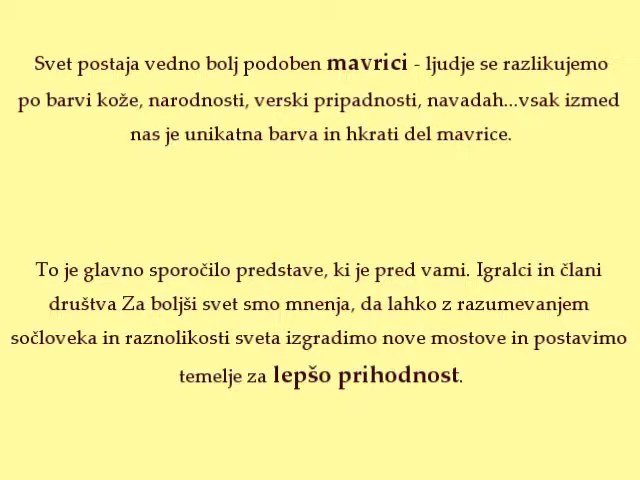 Svet postaja vedno bolj podoben mavrici - ljudje se razlikujemo
po barvi kože, narodnosti, verski pripadnosti, navadah...vsak izmed
nas je unikatna barva in hkrati del mavrice.
To je glavno sporočilo predstave, ki je pred vami. Igralci in člani
društva Za boljši svet smo mnenja, da lahko z razumevanjem
sočloveka in raznolikosti sveta izgradimo nove mostove in postavimo
temelje za lepšo prihodnost.